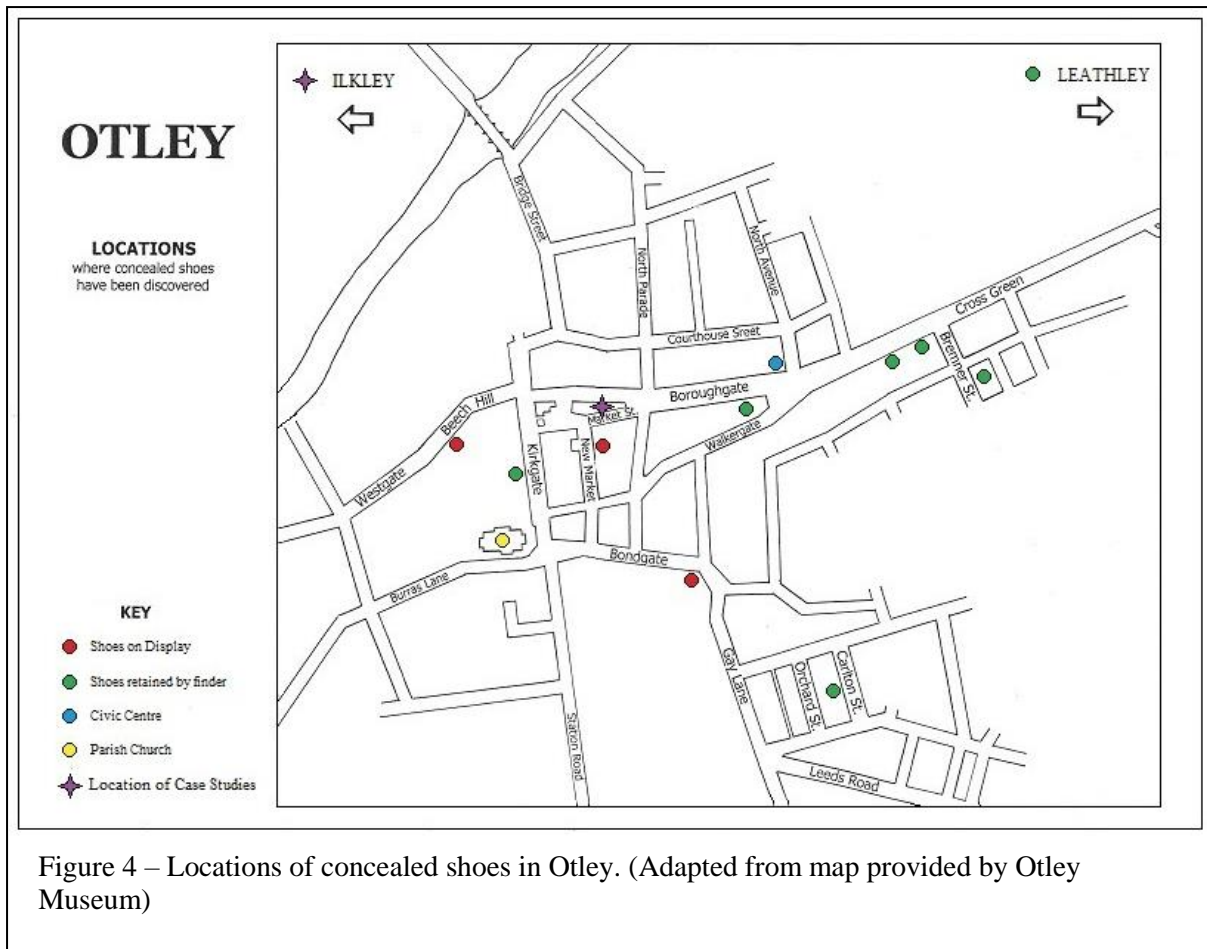 OTLEY
LOCATIONS
where concealed shoes
have been discovered
ILKLEY
LEATHLEY
Bridge Street
North Parade
North Avenue
Cross Green
Courthouse Sreet
Bremner St.
Boroughgate
Beech Hill
Market St.
Walkergate
Kirkgate
New Market
Westgate
Bondgate
Burras Lane
Gay Lane
Orchard St.
Carlton St.
Station Road
Leeds Road
KEY
Shoes on Display
Shoes retained by finder
Civic Centre
Parish Church
Location of Case Studies
Figure 4 – Locations of concealed shoes in Otley. (Adapted from map provided by Otley
Museum)